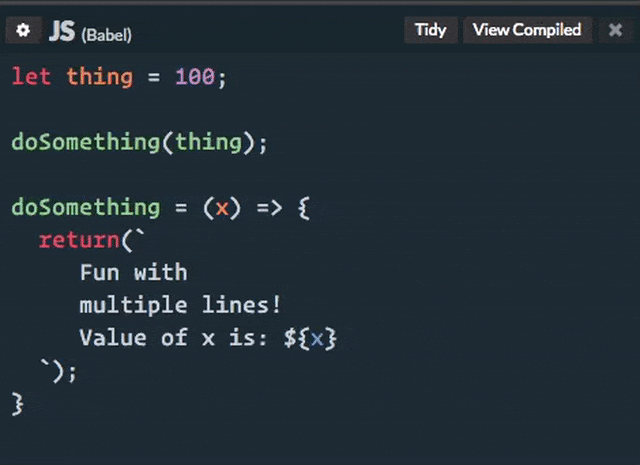 JS (Babel) Tidy View Compiled ×
let thing = 100;
doSomething(thing);
doSomething = (x) => {
return(`
Fun with
multiple lines!
Value of x is: ${x}
`);
}